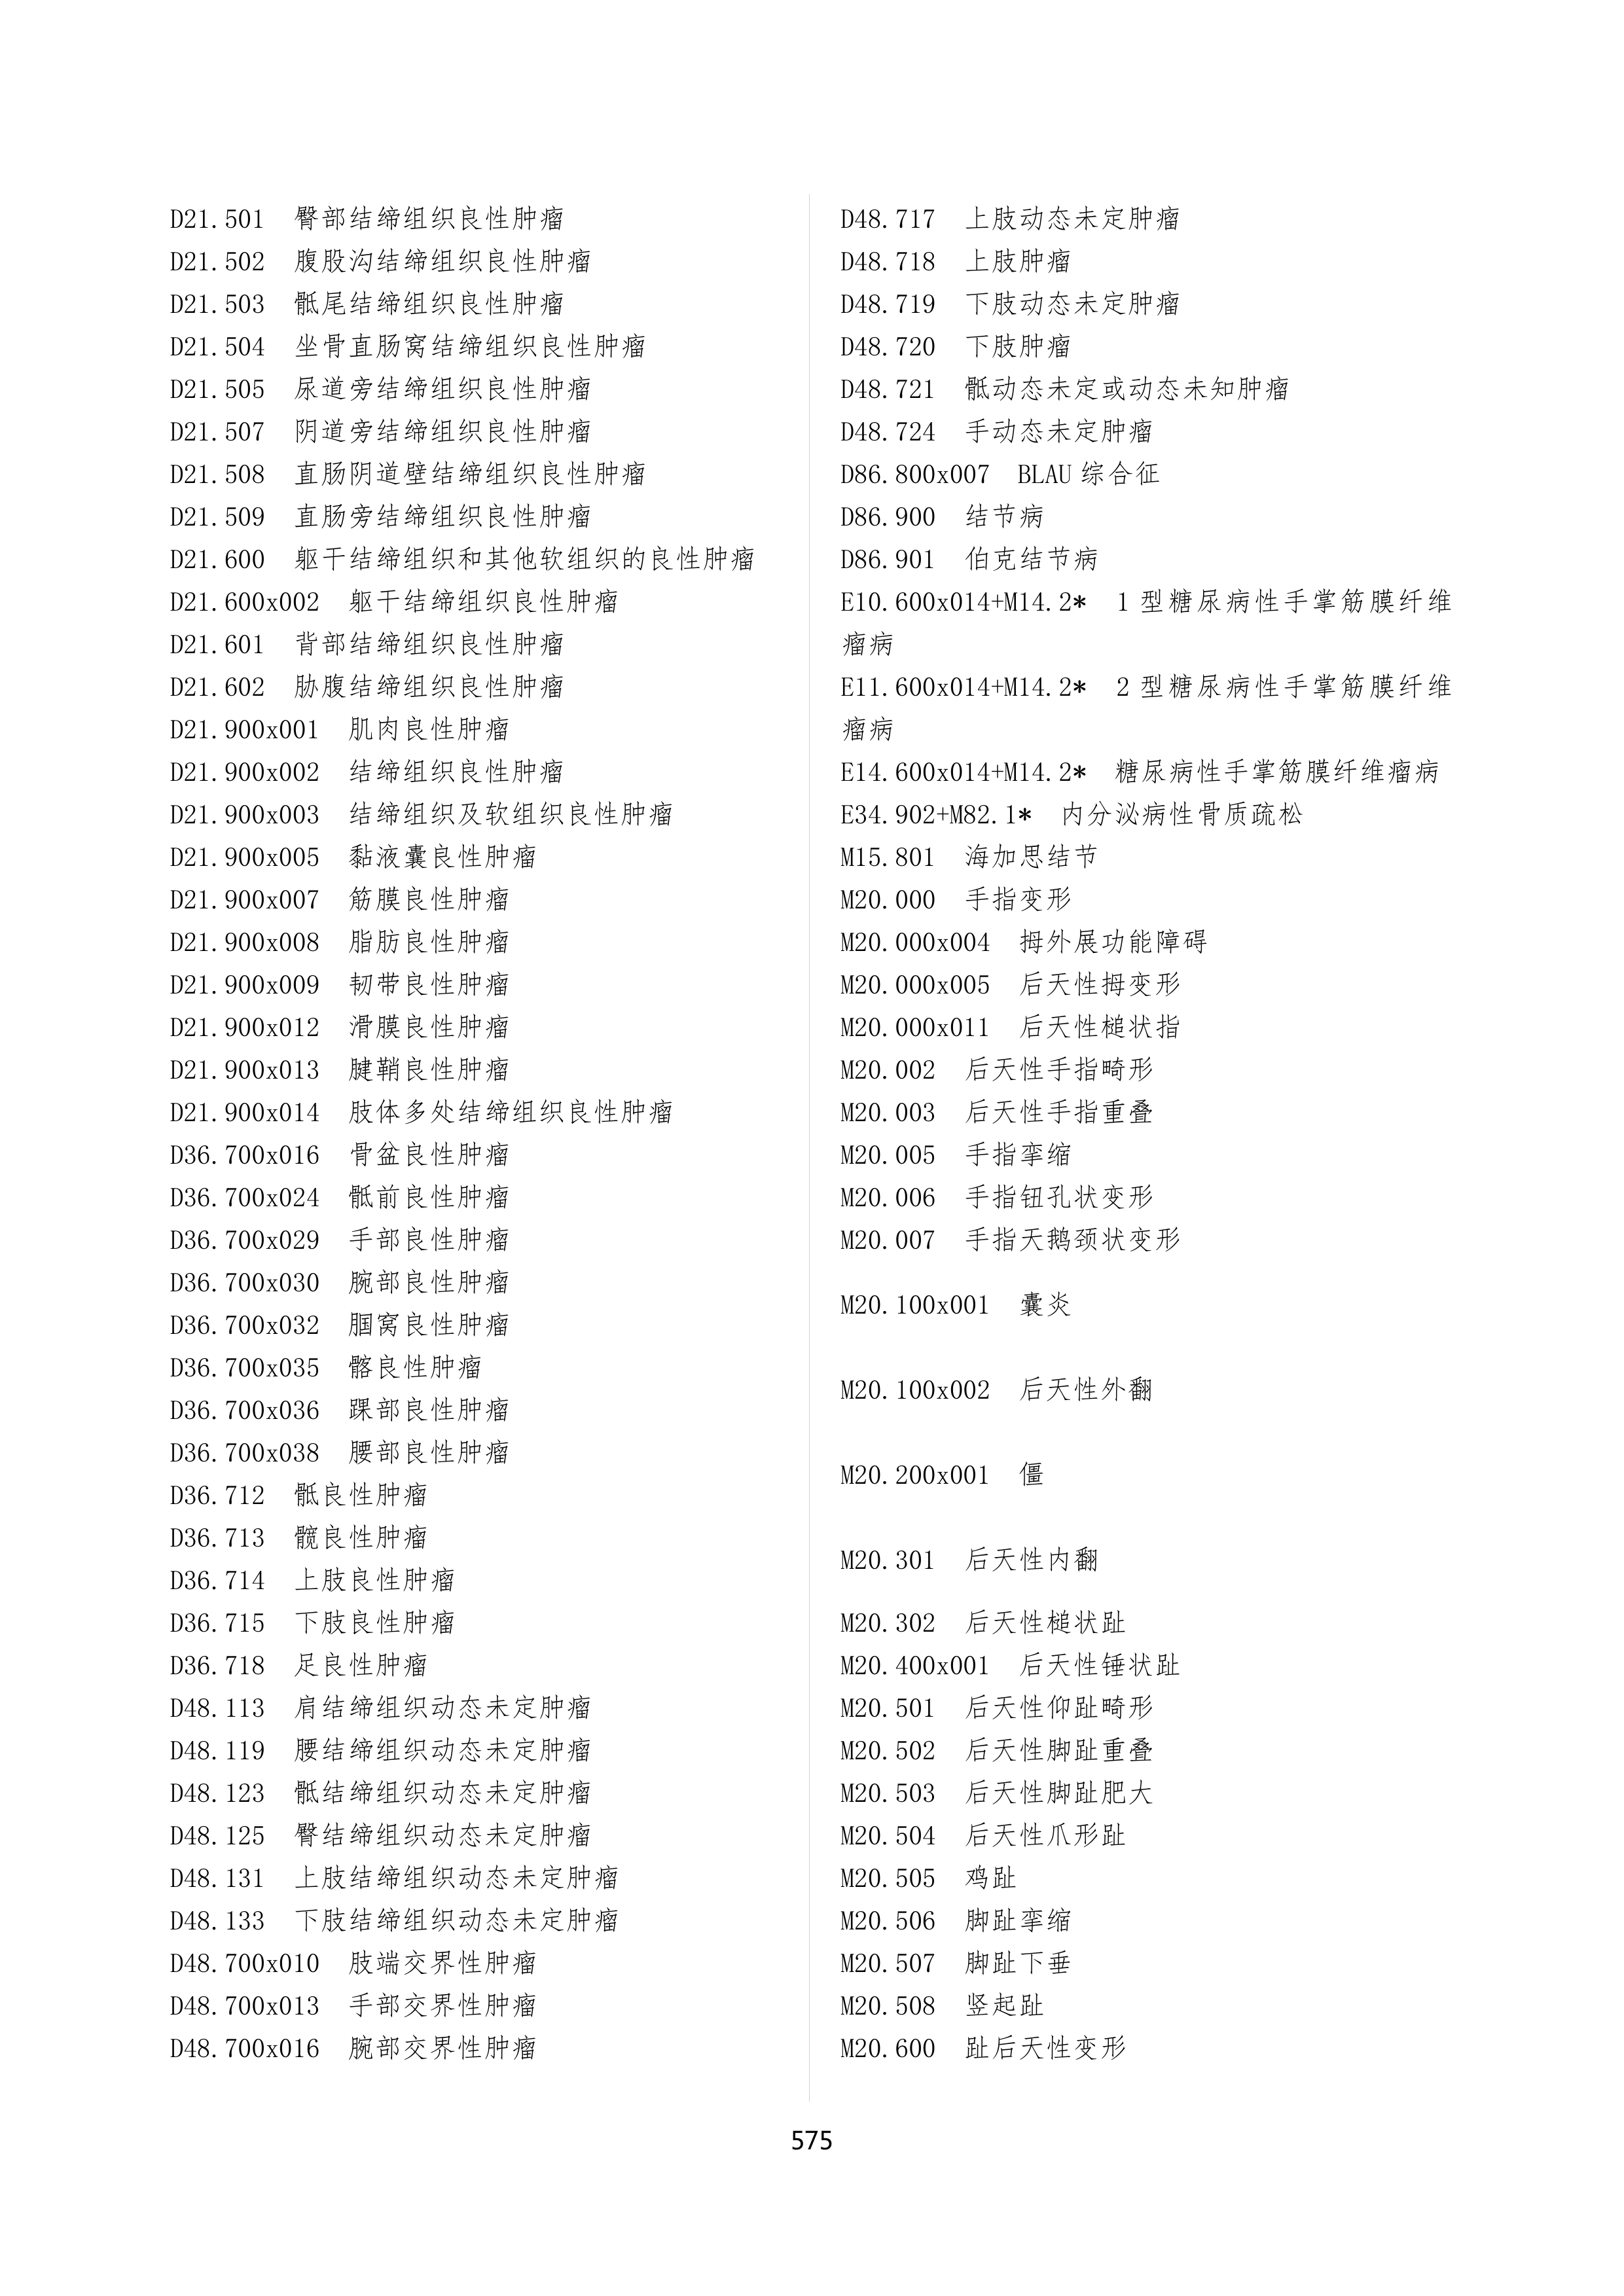 D21.501 臀部结缔组织良性肿瘤
D21.502 腹股沟结缔组织良性肿瘤
D21.503 骶尾结缔组织良性肿瘤
D21.504 坐骨直肠窝结缔组织良性肿瘤
D21.505 尿道旁结缔组织良性肿瘤
D21.507 阴道旁结缔组织良性肿瘤
D21.508 直肠阴道壁结缔组织良性肿瘤
D21.509 直肠旁结缔组织良性肿瘤
D21.600 躯干结缔组织和其他软组织的良性肿瘤
D21.600x002 躯干结缔组织良性肿瘤
D21.601 背部结缔组织良性肿瘤
D21.602 胁腹结缔组织良性肿瘤
D21.900x001 肌肉良性肿瘤
D21.900x002 结缔组织良性肿瘤
D21.900x003 结缔组织及软组织良性肿瘤
D21.900x005 黏液囊良性肿瘤
D21.900x007 筋膜良性肿瘤
D21.900x008 脂肪良性肿瘤
D21.900x009 韧带良性肿瘤
D21.900x012 滑膜良性肿瘤
D21.900x013 腱鞘良性肿瘤
D21.900x014 肢体多处结缔组织良性肿瘤
D36.700x016 骨盆良性肿瘤
D36.700x024 骶前良性肿瘤
D36.700x029 手部良性肿瘤
D36.700x030 腕部良性肿瘤
D36.700x032 腘窝良性肿瘤
D36.700x035 髂良性肿瘤
D36.700x036 踝部良性肿瘤
D36.700x038 腰部良性肿瘤
D36.712 骶良性肿瘤
D36.713 髋良性肿瘤
D36.714 上肢良性肿瘤
D36.715 下肢良性肿瘤
D36.718 足良性肿瘤
D48.113 肩结缔组织动态未定肿瘤
D48.119 腰结缔组织动态未定肿瘤
D48.123 骶结缔组织动态未定肿瘤
D48.125 臀结缔组织动态未定肿瘤
D48.131 上肢结缔组织动态未定肿瘤
D48.133 下肢结缔组织动态未定肿瘤
D48.700x010 肢端交界性肿瘤
D48.700x013 手部交界性肿瘤
D48.700x016 腕部交界性肿瘤
D48.717 上肢动态未定肿瘤
D48.718 上肢肿瘤
D48.719 下肢动态未定肿瘤
D48.720 下肢肿瘤
D48.721 骶动态未定或动态未知肿瘤
D48.724 手动态未定肿瘤
D86.800x007 BLAU 综合征
D86.900 结节病
D86.901 伯克结节病
E10.600x014+M14.2* 1 型糖尿病性手掌筋膜纤维
瘤病
E11.600x014+M14.2* 2 型糖尿病性手掌筋膜纤维
瘤病
E14.600x014+M14.2* 糖尿病性手掌筋膜纤维瘤病
E34.902+M82.1* 内分泌病性骨质疏松
M15.801 海加思结节
M20.000 手指变形
M20.000x004 拇外展功能障碍
M20.000x005 后天性拇变形
M20.000x011 后天性槌状指
M20.002 后天性手指畸形
M20.003 后天性手指重叠
M20.005 手指挛缩
M20.006 手指钮孔状变形
M20.007 手指天鹅颈状变形
M20.100x001 囊炎
M20.100x002 后天性外翻
M20.200x001 僵
M20.301 后天性内翻
M20.302 后天性槌状趾
M20.400x001 后天性锤状趾
M20.501 后天性仰趾畸形
M20.502 后天性脚趾重叠
M20.503 后天性脚趾肥大
M20.504 后天性爪形趾
M20.505 鸡趾
M20.506 脚趾挛缩
M20.507 脚趾下垂
M20.508 竖起趾
M20.600 趾后天性变形
575